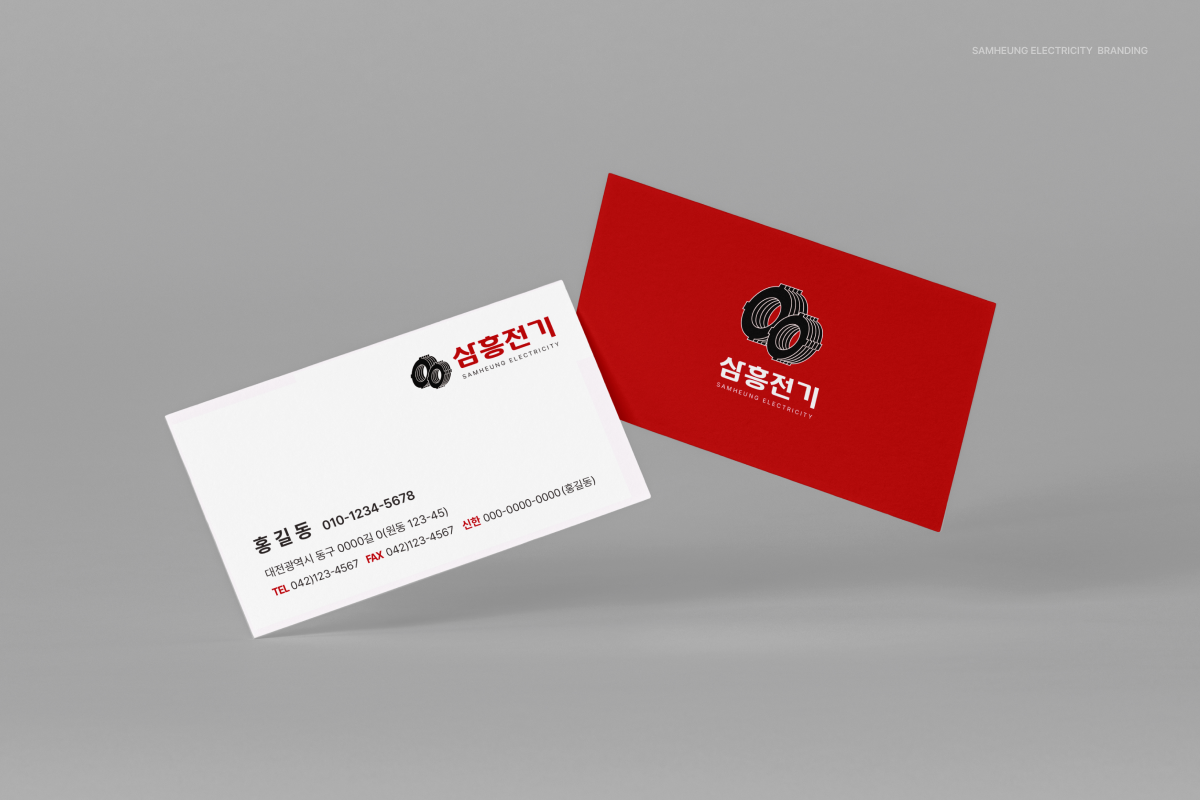 SAMHEUNG ELECTRICITY BRANDING
삼흥전기
SAMHEUNG ELECTRICITY
홍길동 010-1234-5678
대전광역시 동구 0000길 0(원동 123-45)
TEL 042)123-4567 FAX 042)123-4567 신한 000-0000-0000(홍길동)
삼흥전기
SAMHEUNG ELECTRICITY